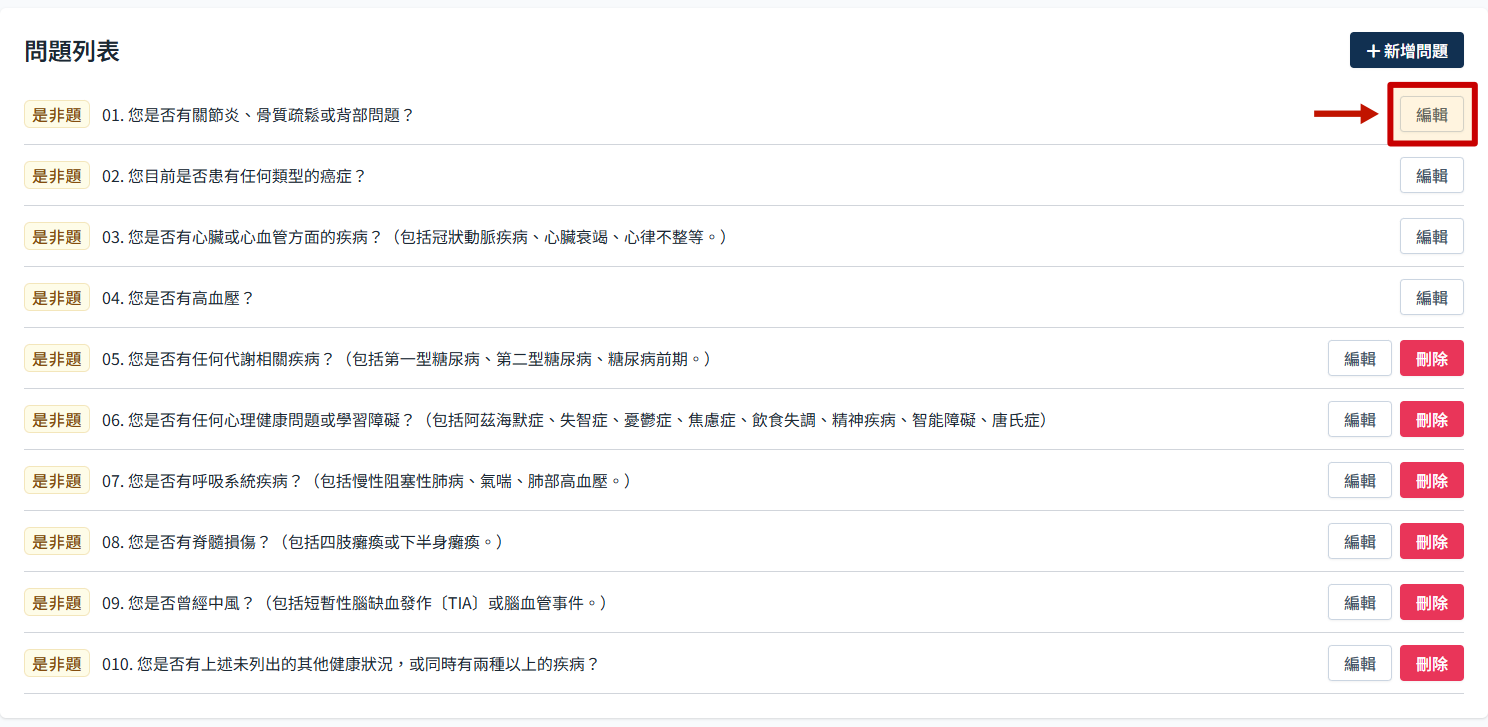 問題列表
＋新增問題
是非題 01. 您是否有關節炎、骨質疏鬆或背部問題？ 編輯
是非題 02. 您目前是否患有任何類型的癌症？ 編輯
是非題 03. 您是否有心臟或心血管方面的疾病？（包括冠狀動脈疾病、心臟衰竭、心律不整等。） 編輯
是非題 04. 您是否有高血壓？ 編輯
是非題 05. 您是否有任何代謝相關疾病？（包括第一型糖尿病、第二型糖尿病、糖尿病前期。） 編輯 刪除
是非題 06. 您是否有任何心理健康問題或學習障礙？（包括阿茲海默症、失智症、憂鬱症、焦慮症、飲食失調、精神疾病、智能障礙、唐氏症） 編輯 刪除
是非題 07. 您是否有呼吸系統疾病？（包括慢性阻塞性肺病、氣喘、肺部高血壓。） 編輯 刪除
是非題 08. 您是否有脊髓損傷？（包括四肢癱瘓或下半身癱瘓。） 編輯 刪除
是非題 09. 您是否曾經中風？（包括短暫性腦缺血發作〔TIA〕或腦血管事件。） 編輯 刪除
是非題 010. 您是否有上述未列出的其他健康狀況，或同時有兩種以上的疾病？ 編輯 刪除